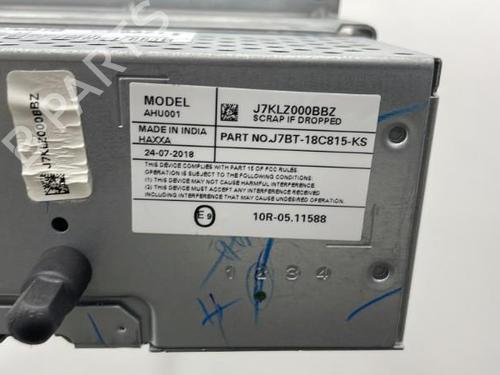 B-PARTS
J7KLZ000BBZ
MODEL
AHU001
J7KLZ000BBZ
SCRAP IF DROPPED
MADE IN INDIA
HAXXA
PART NO.J7BT-18C815-KS
24-07-2018
THIS DEVICE COMPLIES WITH PART 15 OF FCC RULES
OPERATION IS SUBJECT TO THE FOLLOWING CONDITIONS:
(1) THIS DEVICE MAY NOT CAUSE HARMFUL INTERFERENCE,
(2) THIS DEVICE MUST ACCEPT ANY INTERFERENCE RECEIVED
INCLUDING INTERFERENCE THAT MAY CAUSE UNDESIRED OPERATION
E9
10R-05.11588
1 2 3 4